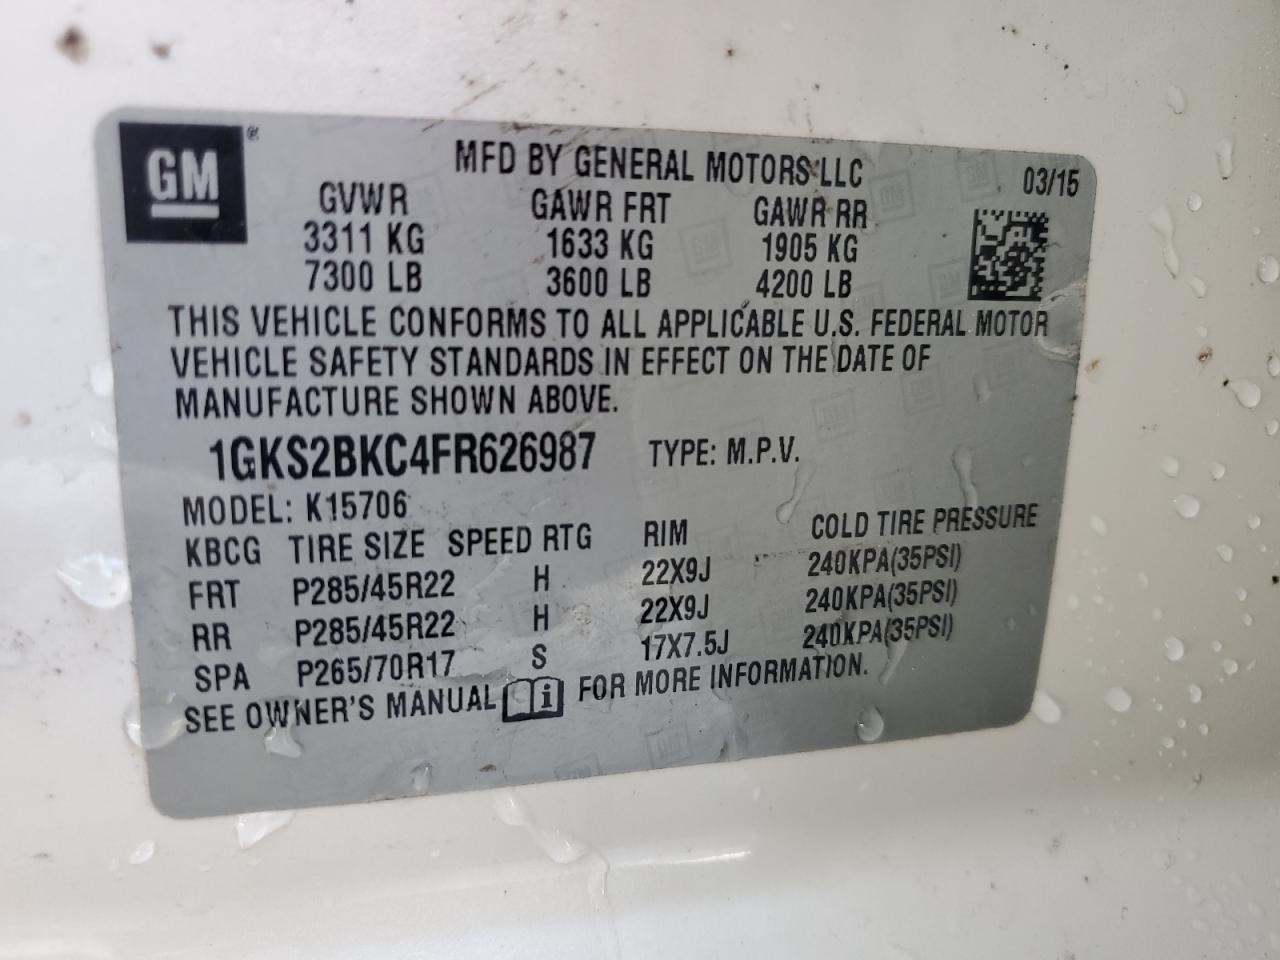 GM ®
MFD BY GENERAL MOTORS LLC
03/15
GVWR GAWR FRT GAWR RR
3311 KG 1633 KG 1905 KG
7300 LB 3600 LB 4200 LB
THIS VEHICLE CONFORMS TO ALL APPLICABLE U.S. FEDERAL MOTOR
VEHICLE SAFETY STANDARDS IN EFFECT ON THE DATE OF
MANUFACTURE SHOWN ABOVE.
1GKS2BKC4FR626987 TYPE: M.P.V.
MODEL: K15706
KBCG TIRE SIZE SPEED RTG RIM COLD TIRE PRESSURE
FRT P285/45R22 H 22X9J 240KPA(35PSI)
RR P285/45R22 H 22X9J 240KPA(35PSI)
SPA P265/70R17 S 17X7.5J 240KPA(35PSI)
SEE OWNER'S MANUAL i FOR MORE INFORMATION.